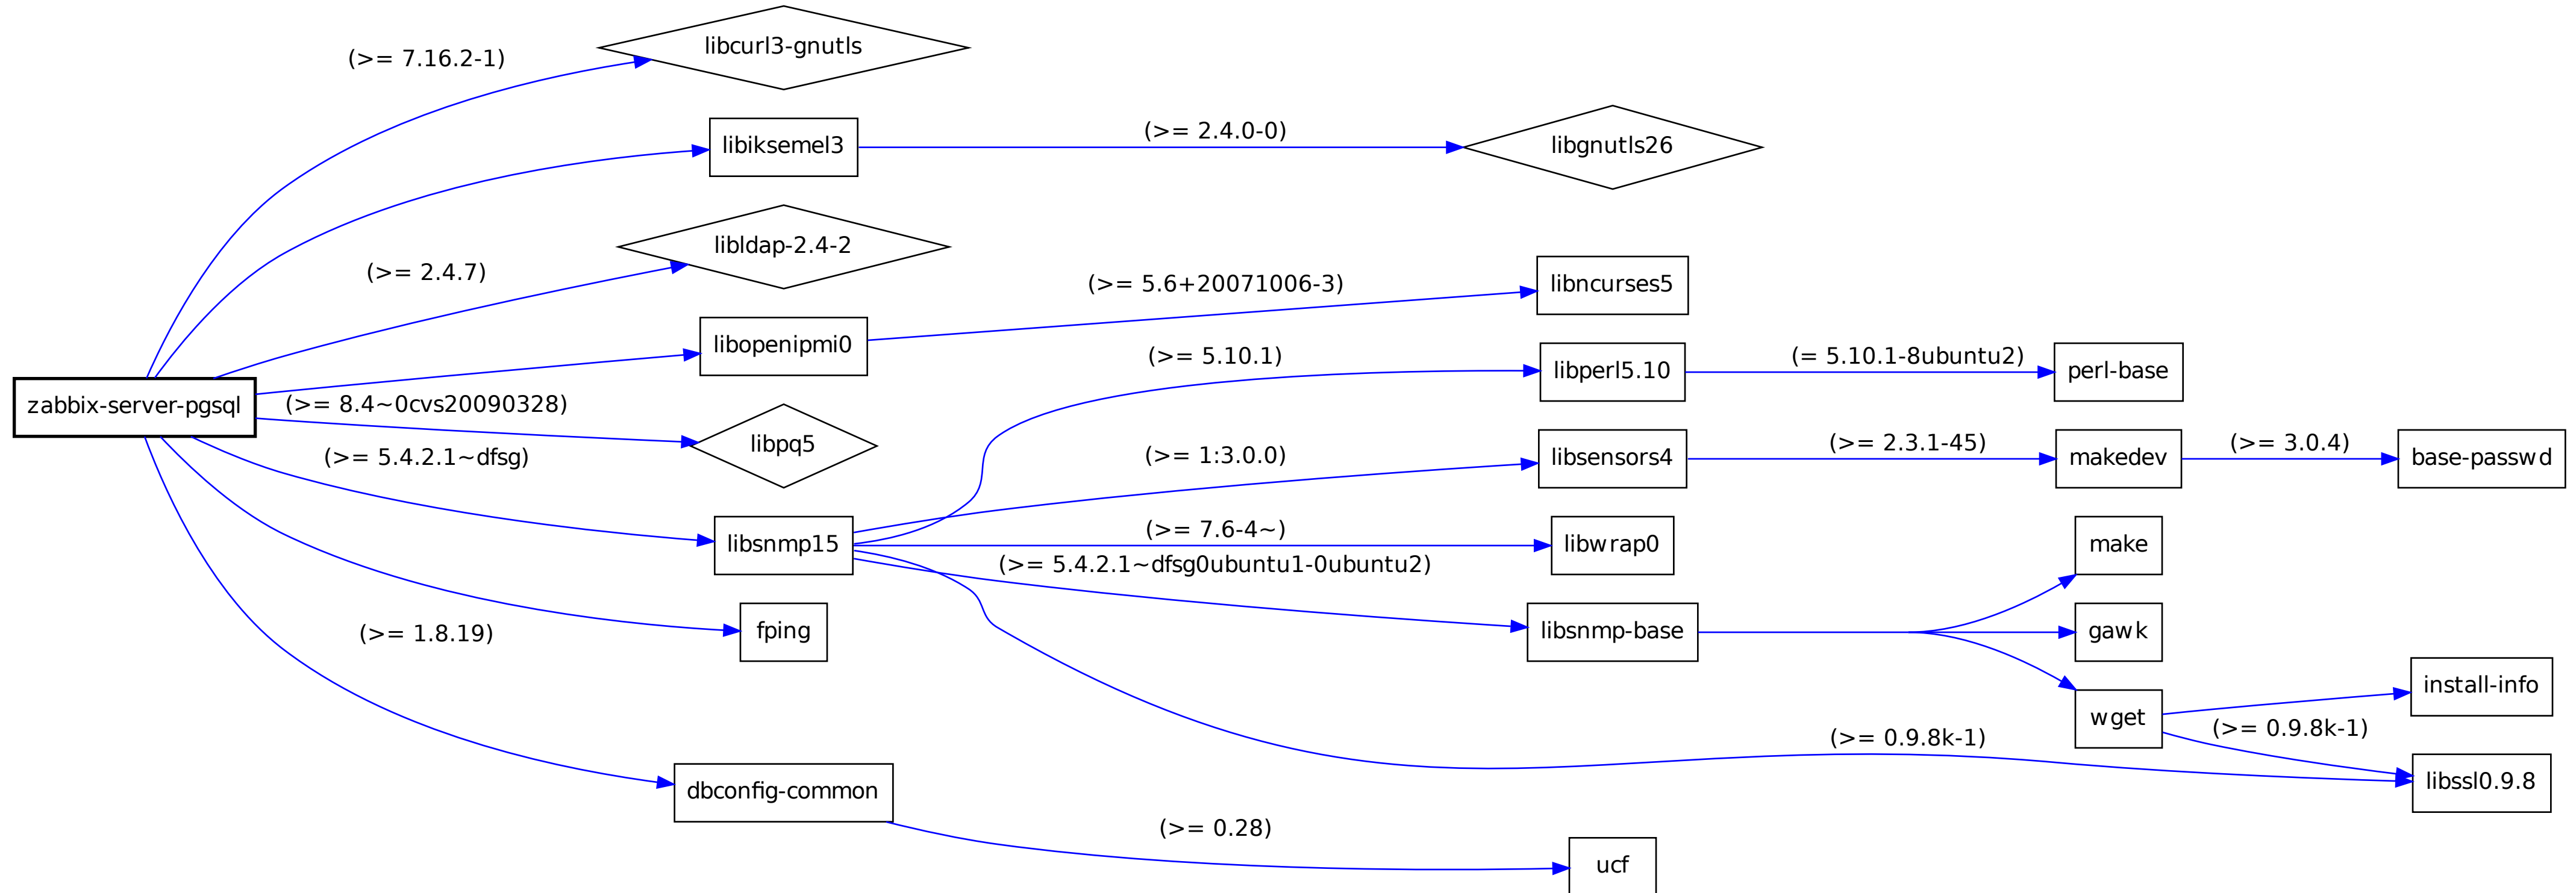 libcurl3-gnutls
(>= 7.16.2-1)
libiksemel3
(>= 2.4.0-0)
libgnutls26
libldap-2.4-2
(>= 2.4.7)
(>= 5.6+20071006-3)
libncurses5
libopenipmi0
(>= 5.10.1)
libperl5.10
(= 5.10.1-8ubuntu2)
perl-base
zabbix-server-pgsql
(>= 8.4~0cvs20090328)
libpq5
(>= 5.4.2.1~dfsg)
(>= 1:3.0.0)
libsensors4
(>= 2.3.1-45)
makedev
(>= 3.0.4)
base-passwd
libsnmp15
(>= 7.6-4~)
libwrap0
make
(>= 5.4.2.1~dfsg0ubuntu1-0ubuntu2)
fping
libsnmp-base
gawk
(>= 1.8.19)
install-info
wget
(>= 0.9.8k-1)
(>= 0.9.8k-1)
libssl0.9.8
dbconfig-common
(>= 0.28)
ucf